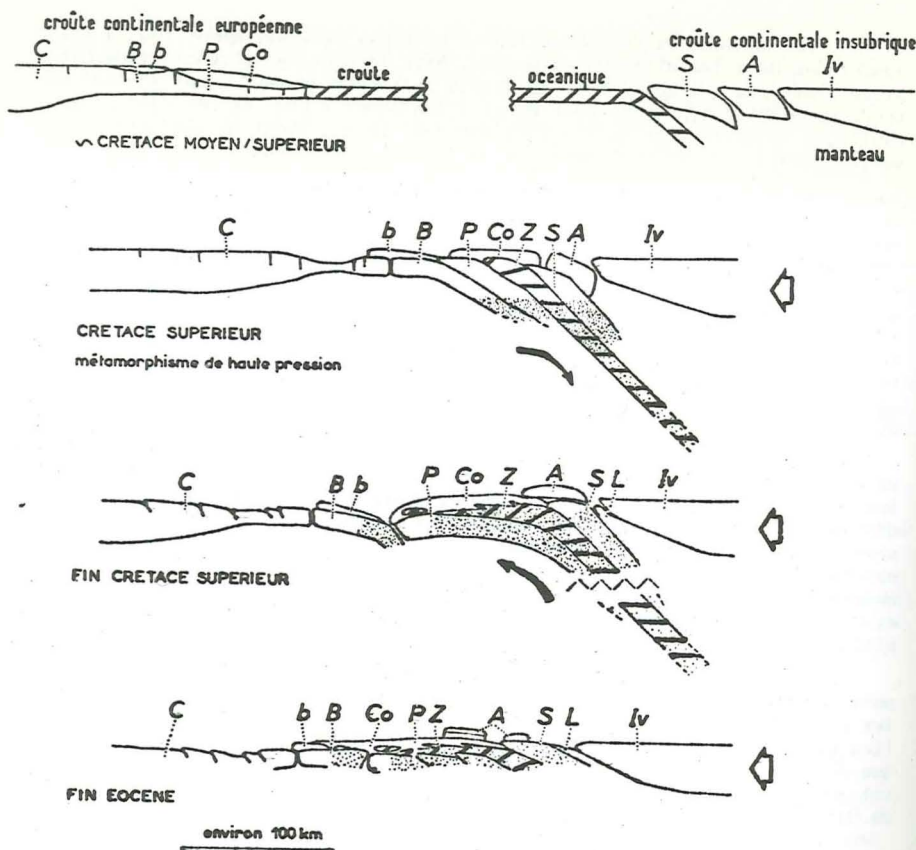 croûte continentale européenne
croûte continentale insubrique
C B b P Co croûte océanique S A Iv
∾ CRETACE MOYEN / SUPERIEUR
manteau
C b B P Co Z S A Iv
CRETACE SUPERIEUR
métamorphisme de haute pression
C B b P Co Z A S L Iv
FIN CRETACE SUPERIEUR
C b B Co P Z A S L Iv
FIN EOCENE
environ 100 km